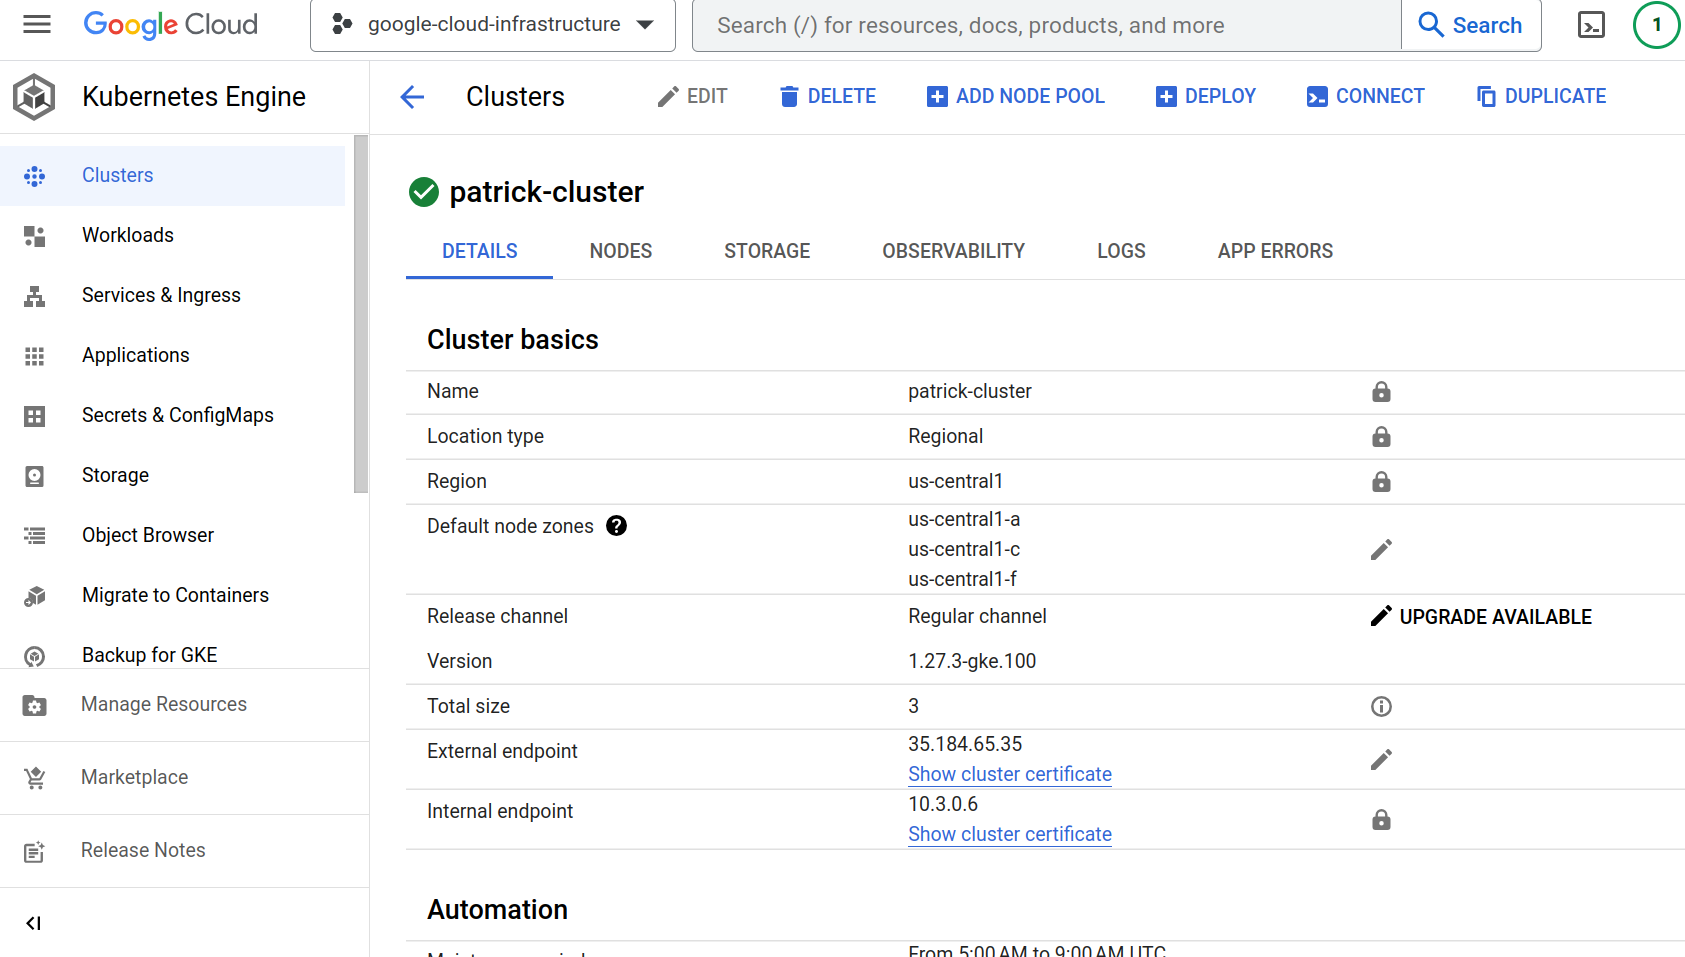 Google Cloud
google-cloud-infrastructure
Search (/) for resources, docs, products, and more
Search
1
Kubernetes Engine
Clusters
EDIT
DELETE
ADD NODE POOL
DEPLOY
CONNECT
DUPLICATE
Clusters
Workloads
Services & Ingress
Applications
Secrets & ConfigMaps
Storage
Object Browser
Migrate to Containers
Backup for GKE
Manage Resources
Marketplace
Release Notes
patrick-cluster
DETAILS NODES STORAGE OBSERVABILITY LOGS APP ERRORS
Cluster basics
Name patrick-cluster
Location type Regional
Region us-central1
Default node zones ? us-central1-a
us-central1-c
us-central1-f
Release channel Regular channel UPGRADE AVAILABLE
Version 1.27.3-gke.100
Total size 3
External endpoint 35.184.65.35
Show cluster certificate
Internal endpoint 10.3.0.6
Show cluster certificate
Automation
From 5:00 AM to 9:00 AM UTC